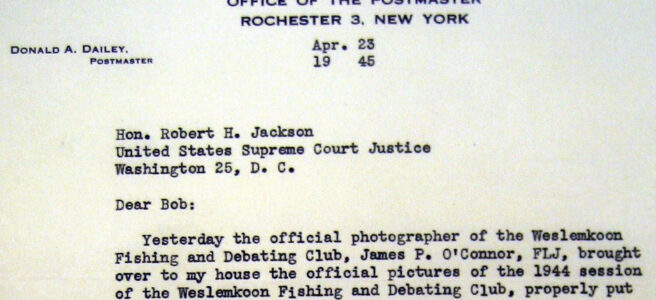 OFFICE OF THE POSTMASTER
ROCHESTER 3, NEW YORK
DONALD A. DAILEY,
POSTMASTER
Apr. 23
19 45
Hon. Robert H. Jackson
United States Supreme Court Justice
Washington 25, D. C.
Dear Bob:
Yesterday the official photographer of the Weslemkoon
Fishing and Debating Club, James P. O'Connor, FLJ, brought
over to my house the official pictures of the 1944 session
of the Weslemkoon Fishing and Debating Club, properly put